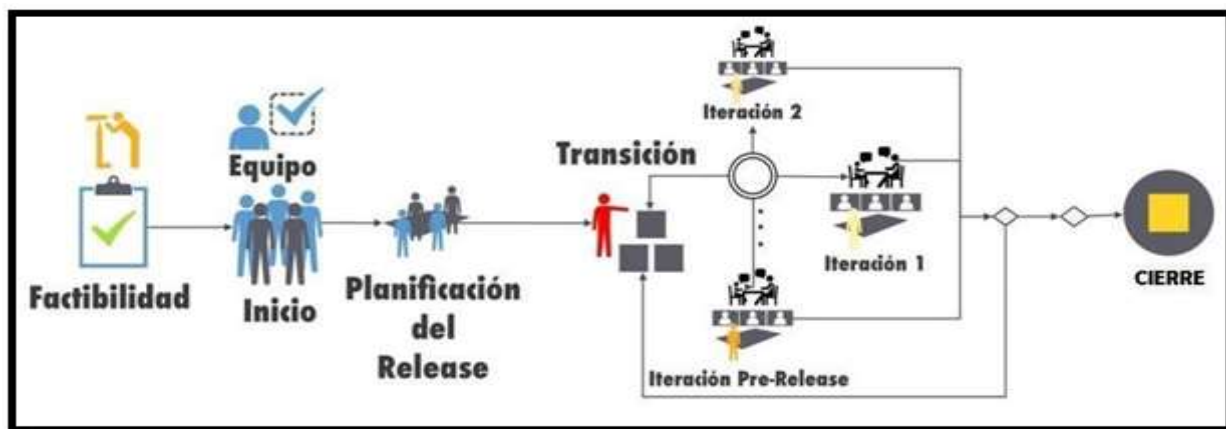 Factibilidad
Equipo
Inicio
Planificación
del
Release
Transición
Iteración 2
Iteración 1
Iteración Pre-Release
CIERRE